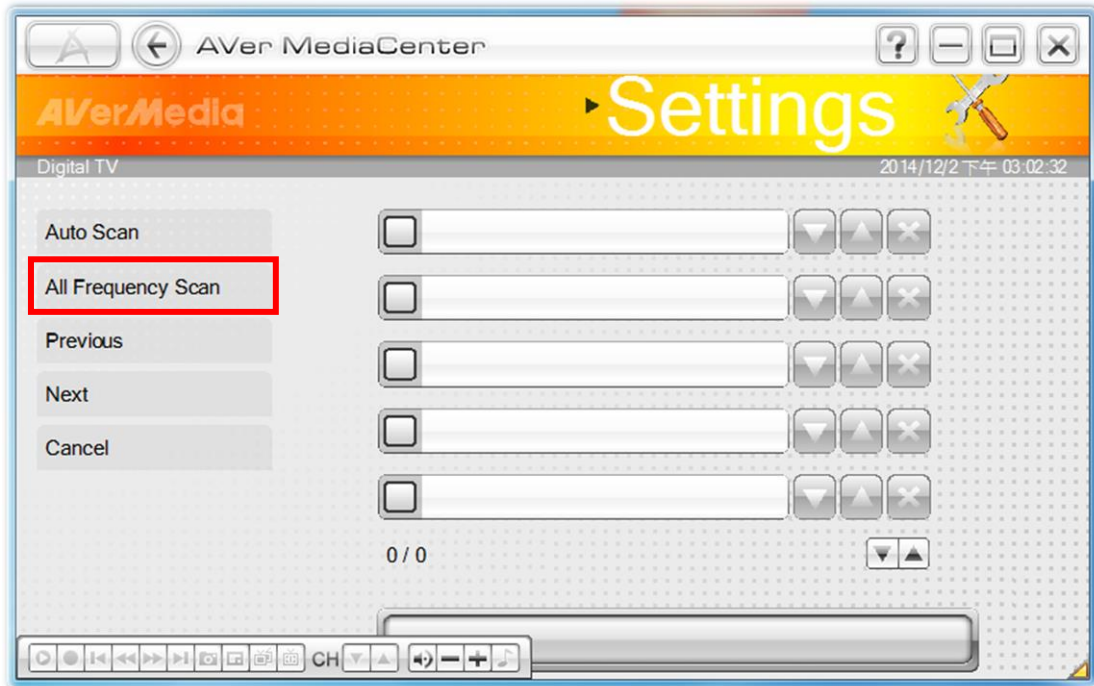 AVer MediaCenter
?
AVerMedia
Settings
Digital TV
2014/12/2 下午 03:02:32
Auto Scan
All Frequency Scan
Previous
Next
Cancel
0 / 0
CH